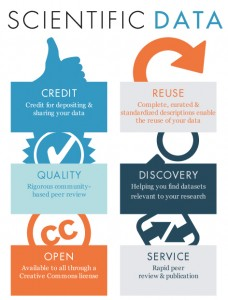 SCIENTIFIC DATA
CREDIT
Credit for depositing &
sharing your data
REUSE
Complete, curated &
standardized descriptions enable
the reuse of your data
QUALITY
Rigorous community-
based peer review
DISCOVERY
Helping you find datasets
relevant to your research
CC
OPEN
Available to all through a
Creative Commons license
SERVICE
Rapid peer
review & publication